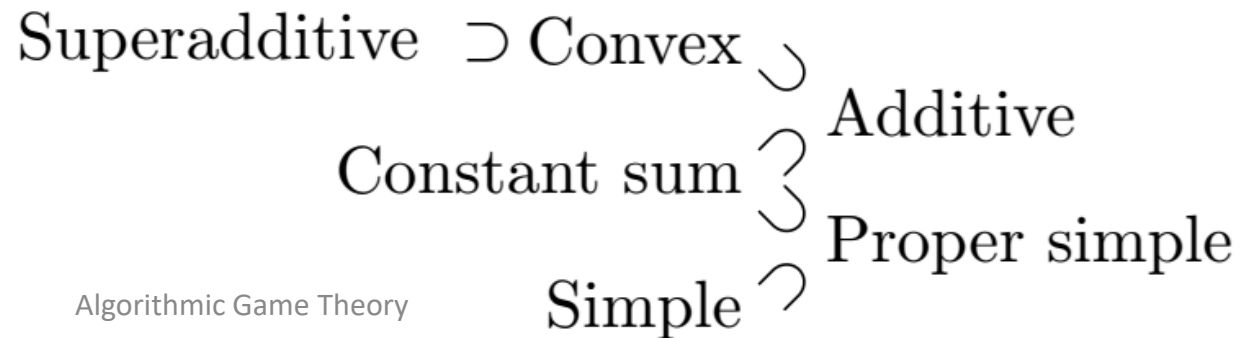 Superadditive ⊃ Convex
⊃
Additive
⊃
Constant sum
⊃
Proper simple
⊃
Simple
Algorithmic Game Theory